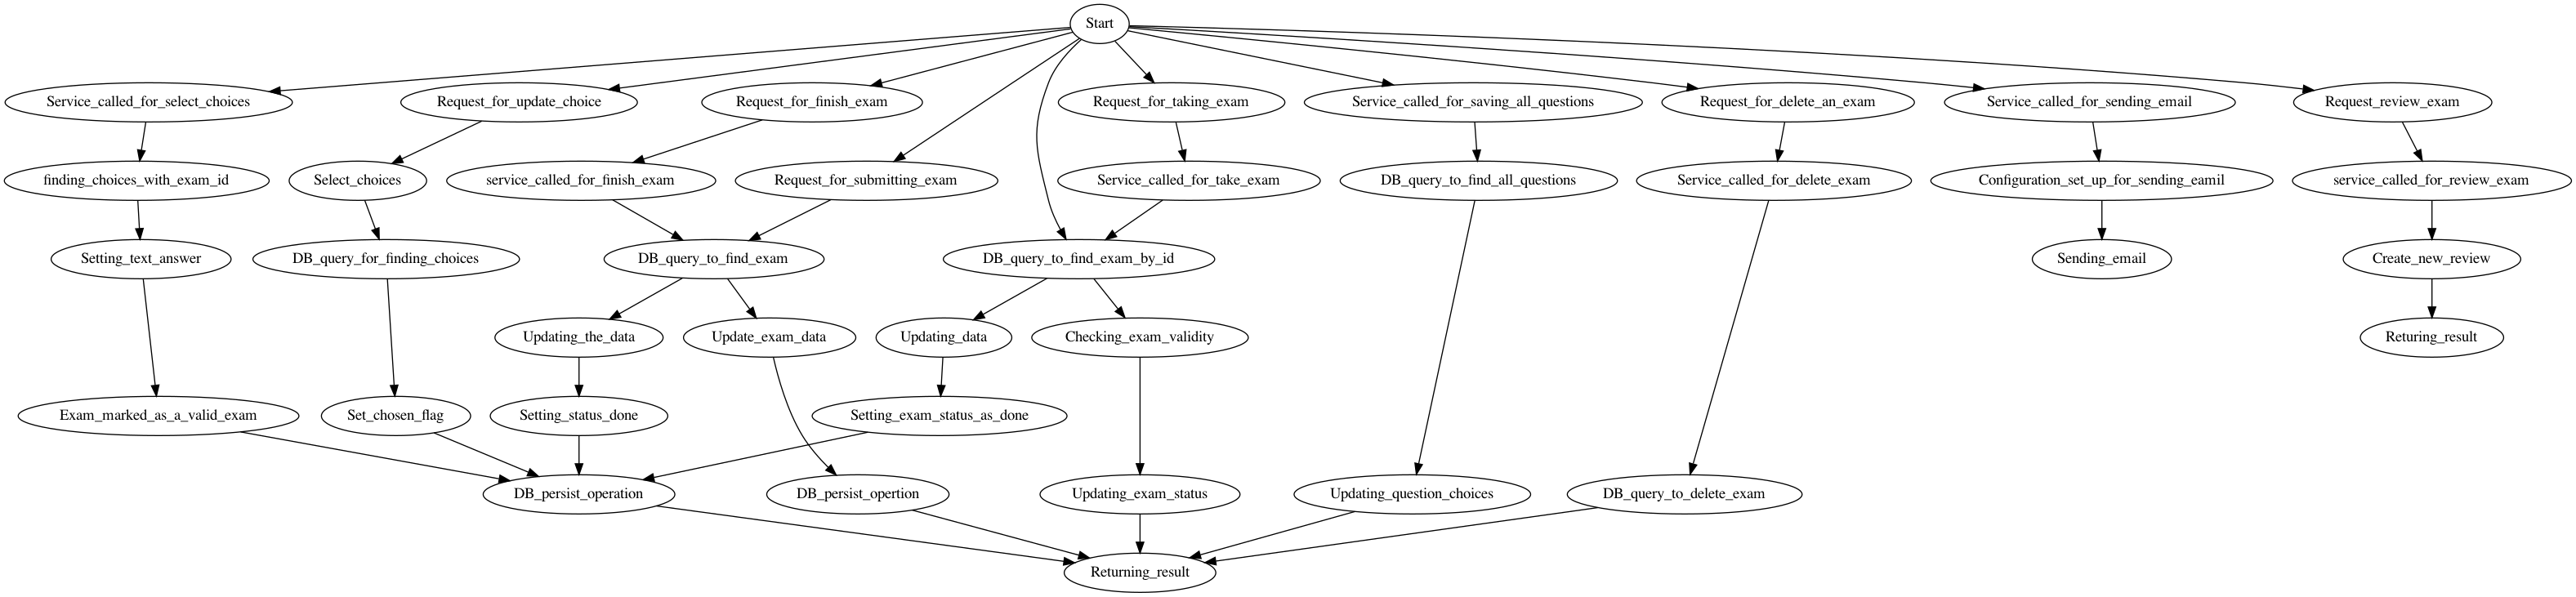 Start
Service_called_for_select_choices
Request_for_update_choice
Request_for_finish_exam
Request_for_taking_exam
Service_called_for_saving_all_questions
Request_for_delete_an_exam
Service_called_for_sending_email
Request_review_exam
finding_choices_with_exam_id
Select_choices
service_called_for_finish_exam
Request_for_submitting_exam
Service_called_for_take_exam
DB_query_to_find_all_questions
Service_called_for_delete_exam
Configuration_set_up_for_sending_eamil
service_called_for_review_exam
Setting_text_answer
DB_query_for_finding_choices
DB_query_to_find_exam
DB_query_to_find_exam_by_id
Sending_email
Create_new_review
Updating_the_data
Update_exam_data
Updating_data
Checking_exam_validity
Returing_result
Exam_marked_as_a_valid_exam
Set_chosen_flag
Setting_status_done
Setting_exam_status_as_done
DB_persist_operation
DB_persist_opertion
Updating_exam_status
Updating_question_choices
DB_query_to_delete_exam
Returning_result